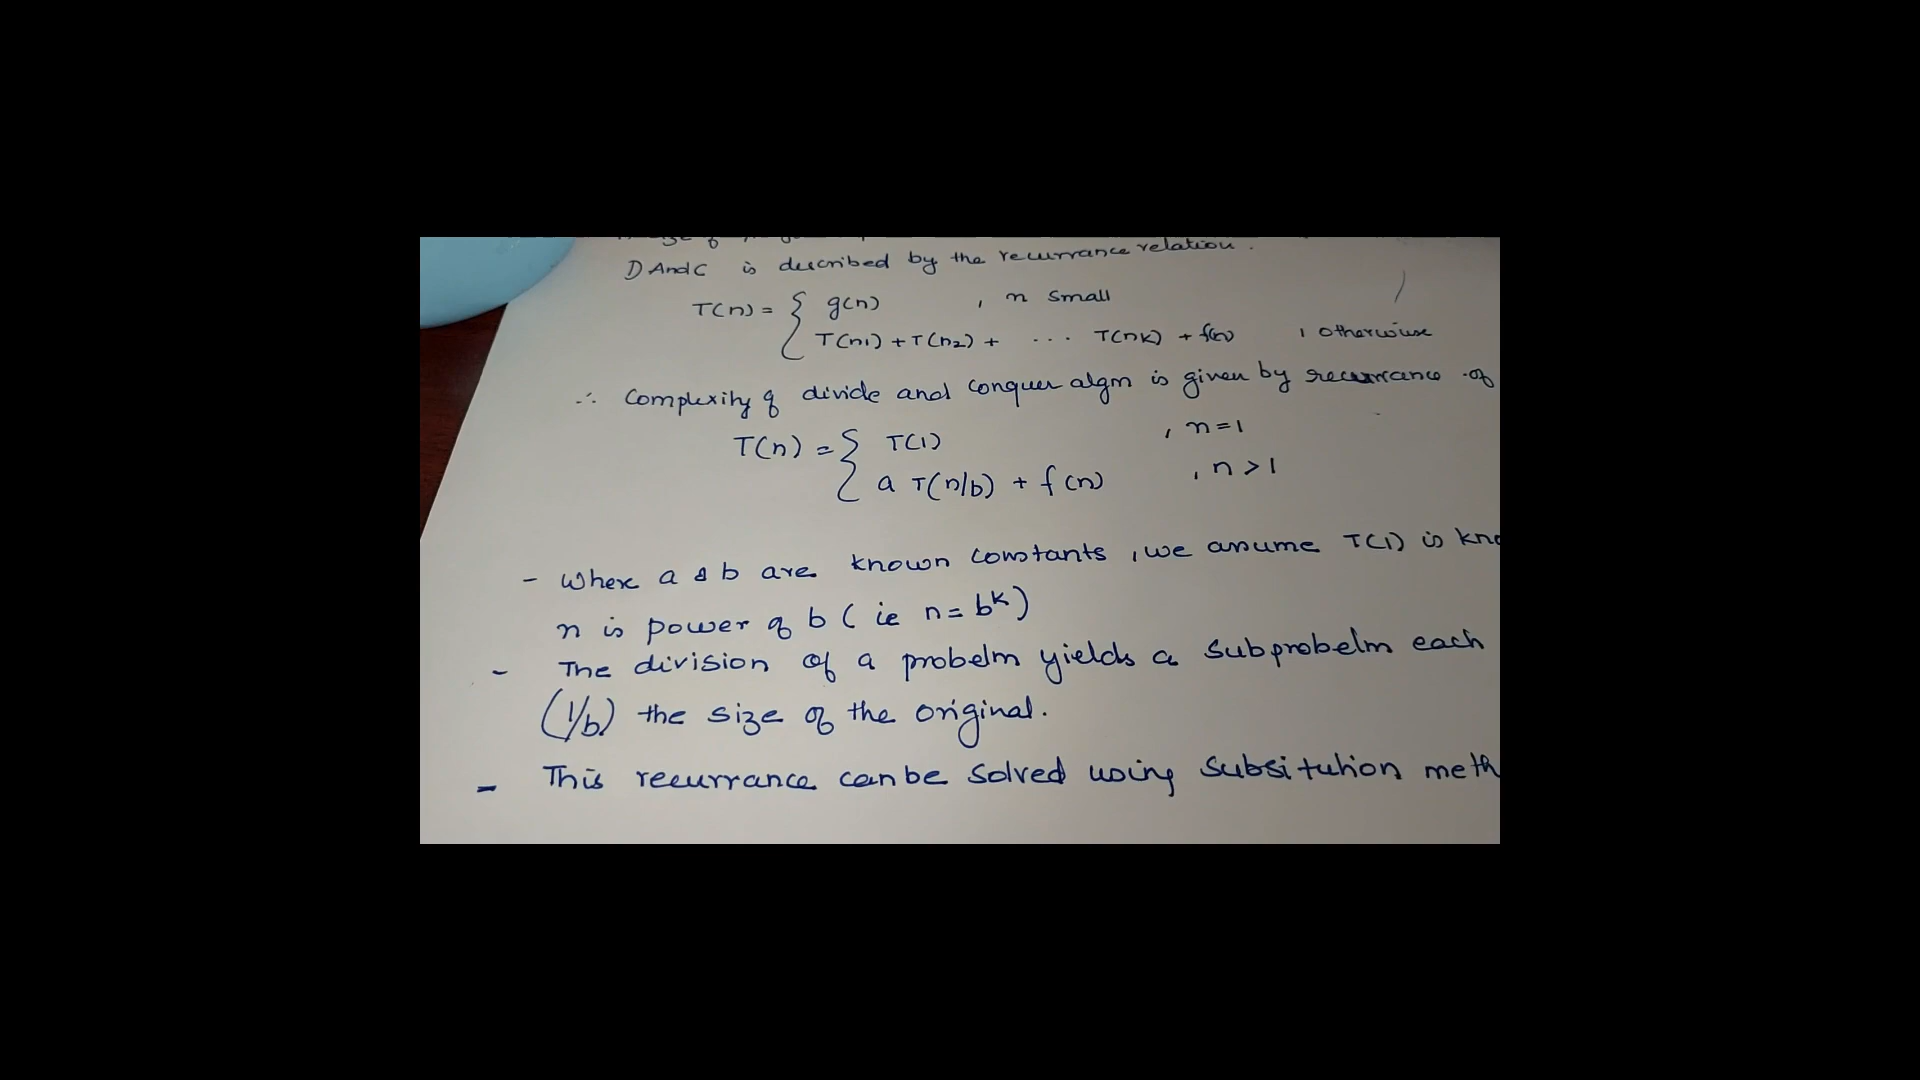 DAndC is described by the recurrance relation.
T(n) = { g(n) , n small
T(n1) + T(n2) + ... T(nk) + f(n) , otherwise
∴ Complexity of divide and conquer algm is given by recurrance of
T(n) = { T(1) , n=1
a T(n/b) + f(n) , n>1
- Where a & b are known constants, we assume T(1) is kno
n is power of b (ie n = b^k)
- The division of a probelm yields a subprobelm each
(1/b) the size of the original.
- This recurrance can be solved using subsitution meth